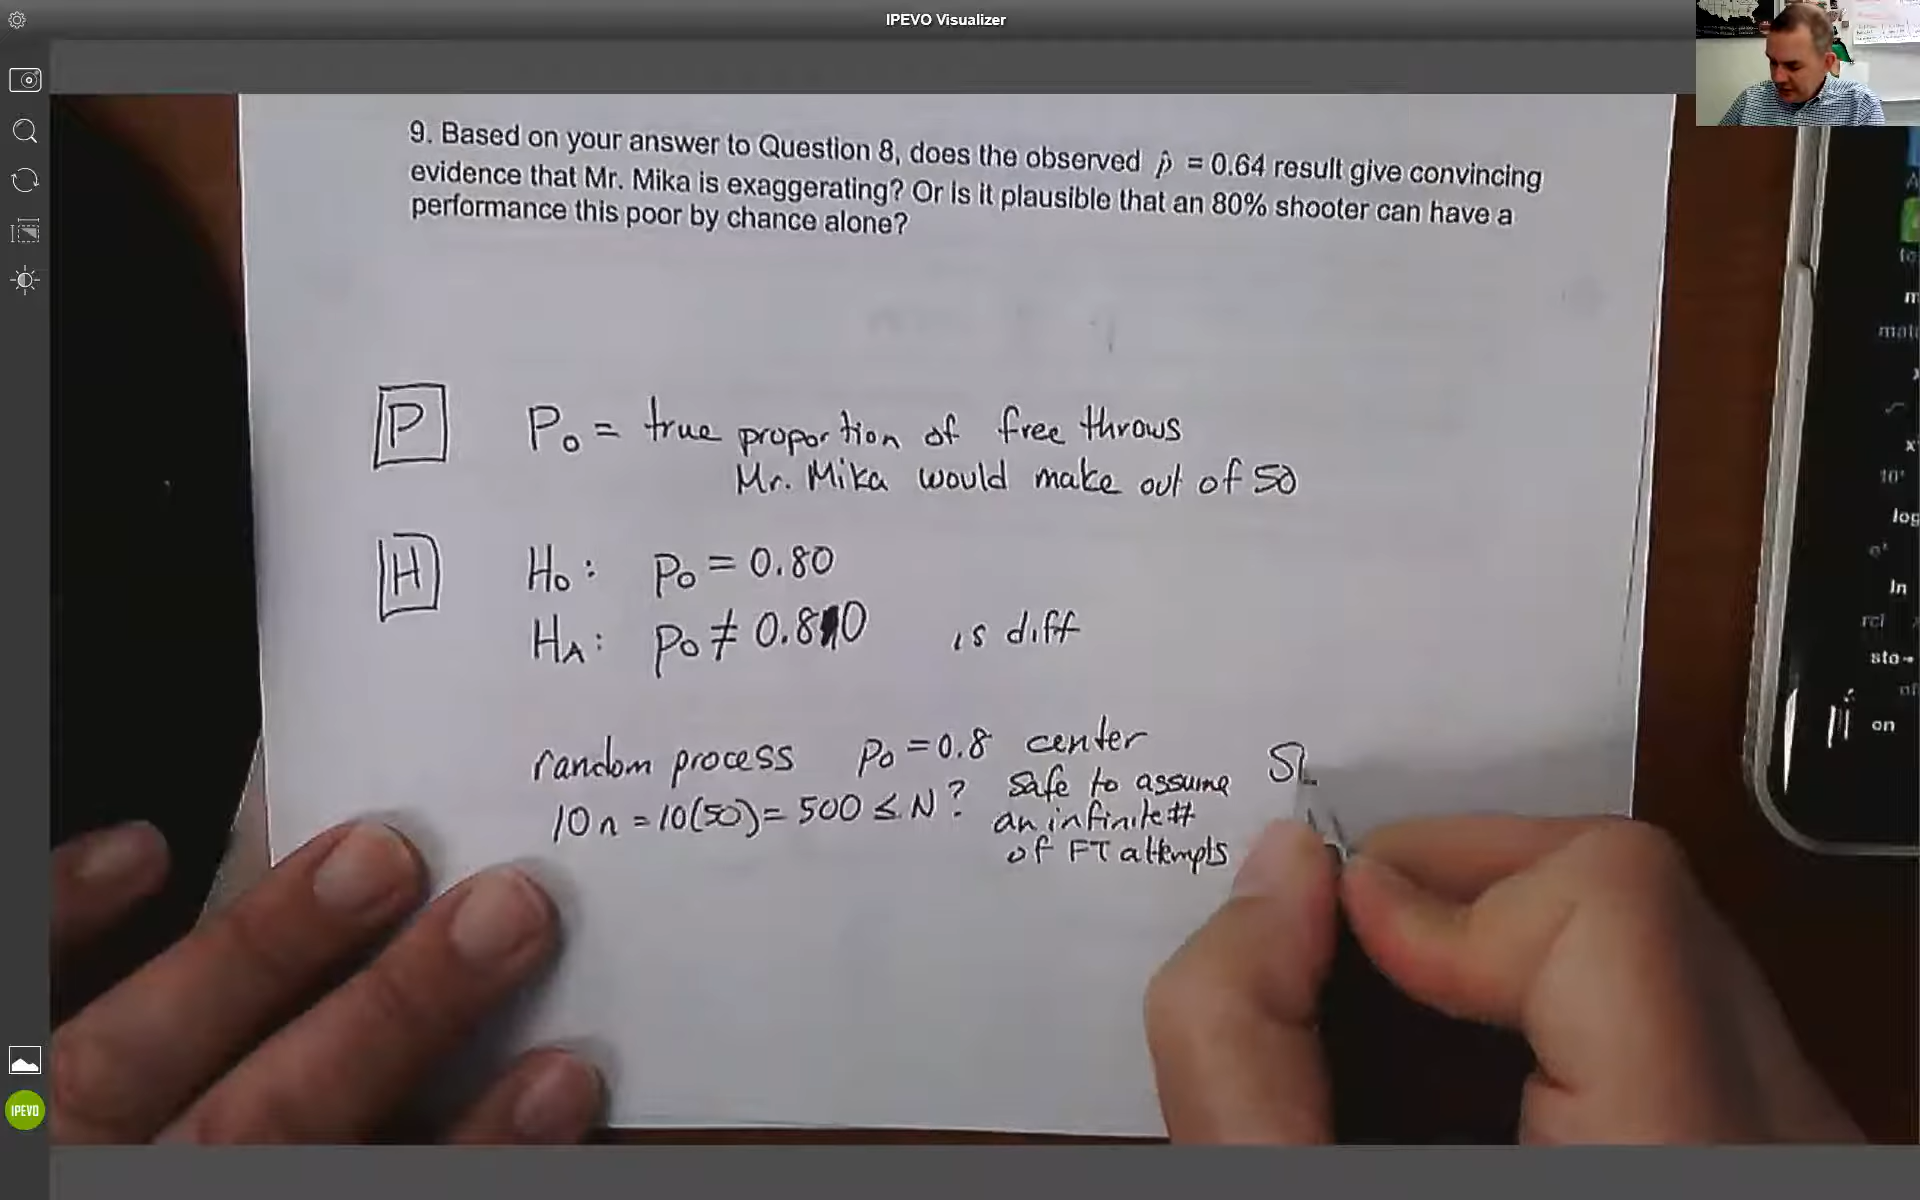 IPEVO Visualizer
9. Based on your answer to Question 8, does the observed p̂ = 0.64 result give convincing
evidence that Mr. Mika is exaggerating? Or is it plausible that an 80% shooter can have a
performance this poor by chance alone?
P P₀ = true proportion of free throws
Mr. Mika would make out of 50
H H₀: p₀ = 0.80
Hₐ: p₀ ≠ 0.80 is diff
random process p₀ = 0.8 center
10n = 10(50) = 500 ≤ N? safe to assume
an infinite #
of FT attempts
log
ln
rcl
sto→
on
IPEVO